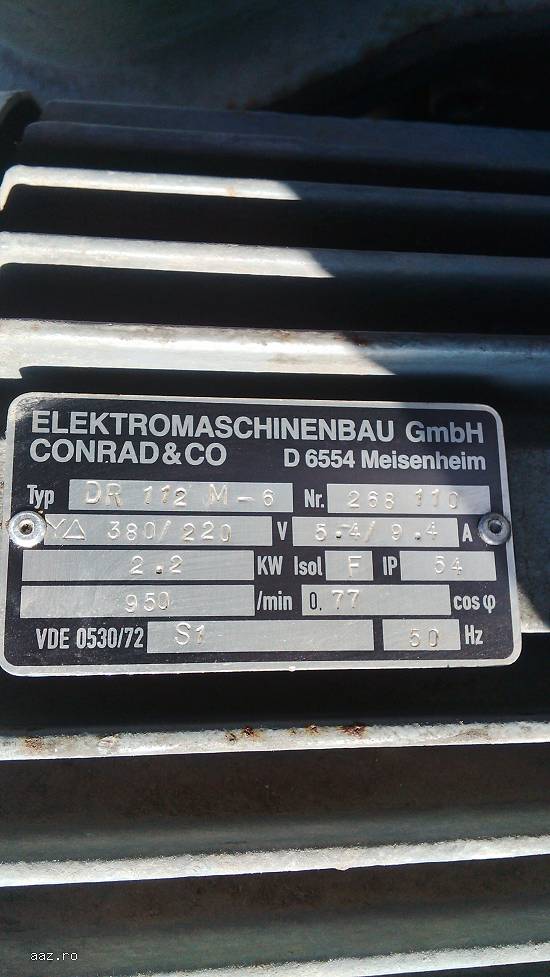 ELEKTROMASCHINENBAU GmbH
CONRAD & CO D 6554 Meisenheim
Typ DR 112 M-6 Nr. 268 110
Y△ 380/220 V 5.4/9.4 A
2.2 KW Isol F IP 54
950 /min 0.77 cos φ
VDE 0530/72 S1 50 Hz
aaz.ro